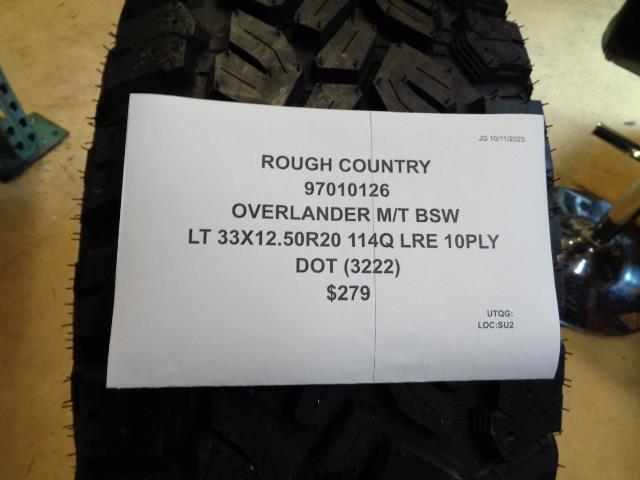 JG 10/11/2023
ROUGH COUNTRY
97010126
OVERLANDER M/T BSW
LT 33X12.50R20 114Q LRE 10PLY
DOT (3222)
$279
UTQG:
LOC:SU2